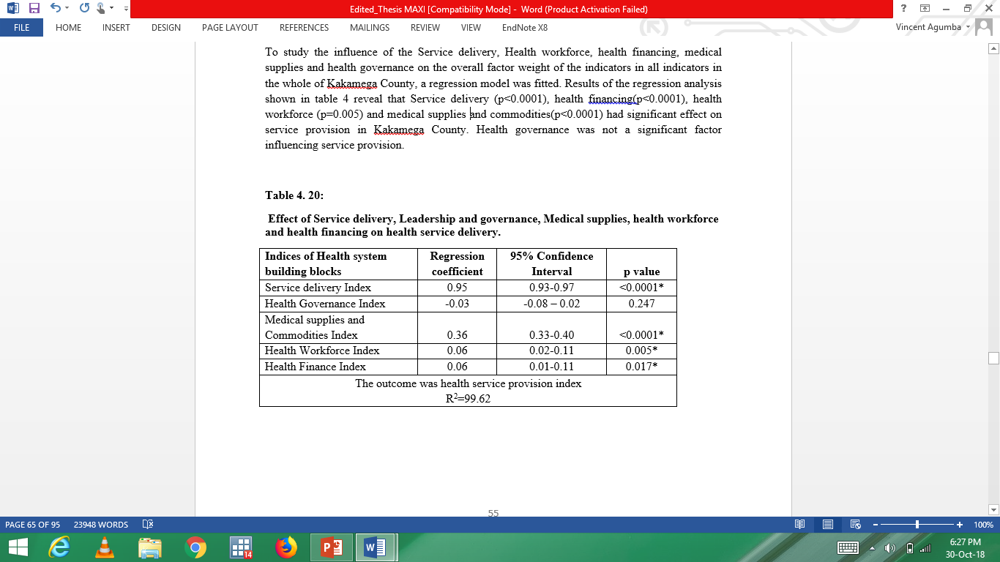 Edited_Thesis MAXI [Compatibility Mode] - Word (Product Activation Failed)
FILE HOME INSERT DESIGN PAGE LAYOUT REFERENCES MAILINGS REVIEW VIEW EndNote X8 Vincent Agumba
To study the influence of the Service delivery, Health workforce, health financing, medical
supplies and health governance on the overall factor weight of the indicators in all indicators in
the whole of Kakamega County, a regression model was fitted. Results of the regression analysis
shown in table 4 reveal that Service delivery (p<0.0001), health financing(p<0.0001), health
workforce (p=0.005) and medical supplies and commodities(p<0.0001) had significant effect on
service provision in Kakamega County. Health governance was not a significant factor
influencing service provision.
Table 4. 20:
Effect of Service delivery, Leadership and governance, Medical supplies, health workforce
and health financing on health service delivery.
Indices of Health system Regression 95% Confidence
building blocks coefficient Interval p value
Service delivery Index 0.95 0.93-0.97 <0.0001*
Health Governance Index -0.03 -0.08 – 0.02 0.247
Medical supplies and
Commodities Index 0.36 0.33-0.40 <0.0001*
Health Workforce Index 0.06 0.02-0.11 0.005*
Health Finance Index 0.06 0.01-0.11 0.017*
The outcome was health service provision index
R²=99.62
55
PAGE 65 OF 95 23948 WORDS 100%
14
6:27 PM
30-Oct-18